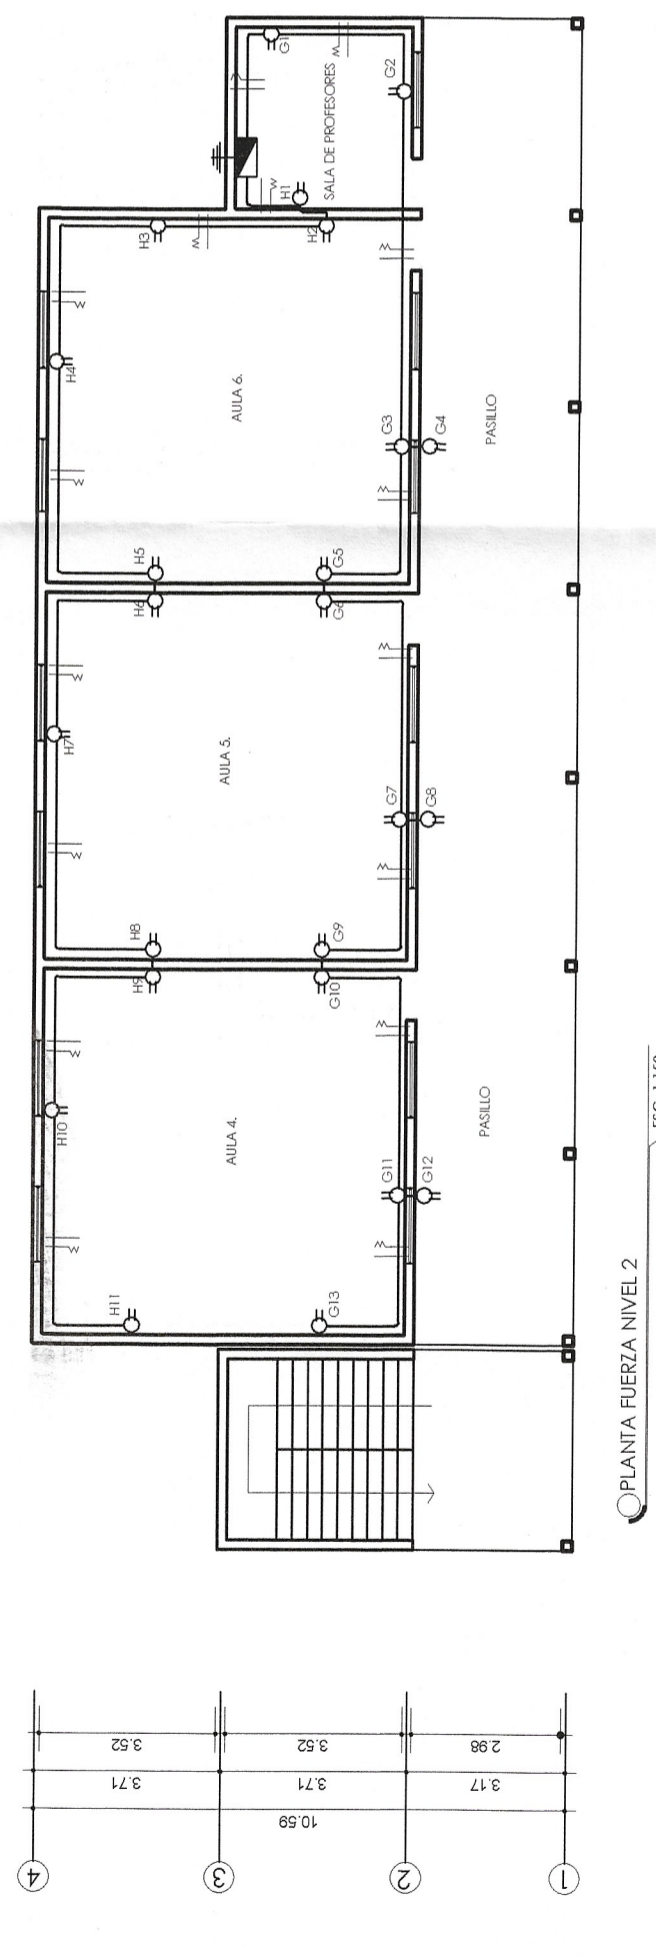 G1
G2
SALA DE PROFESORES
H1
H2
H3
H4
AULA 6.
G3
G4
PASILLO
H5
G5
H6
G6
H7
AULA 5.
G7
G8
H8
G9
H9
G10
H10
AULA 4.
G11
G12
PASILLO
H11
G13
PLANTA FUERZA NIVEL 2
3.52
3.52
2.98
3.71
3.71
3.17
10.59
4
3
2
1